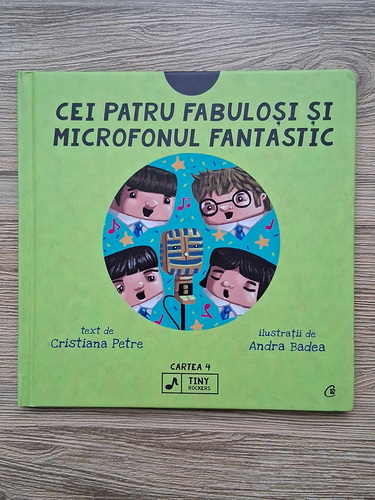 CEI PATRU FABULOȘI ȘI
MICROFONUL FANTASTIC
text de
Cristiana Petre
ilustrații de
Andra Badea
CARTEA 4
TINY
ROCKERS